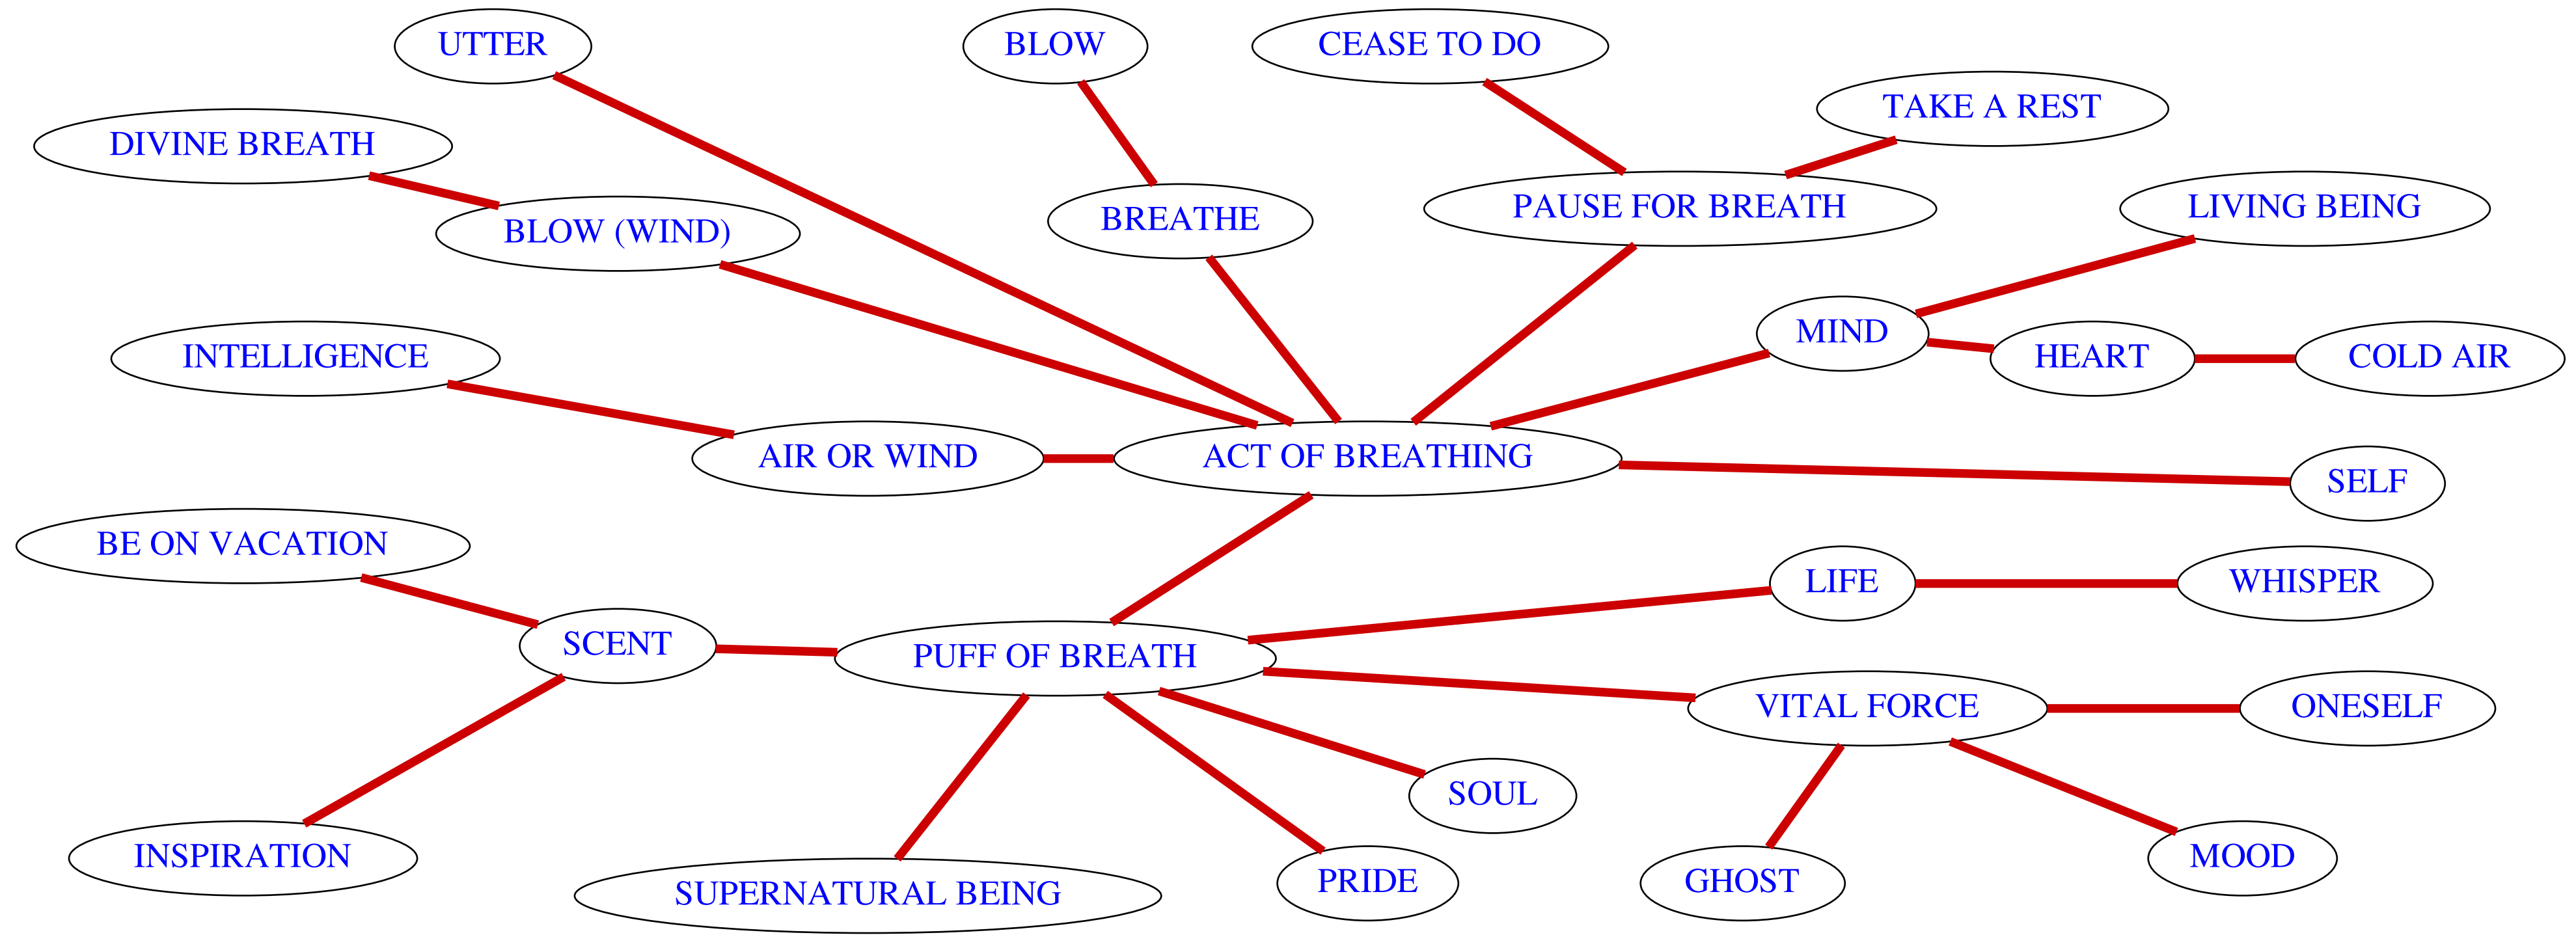 UTTER
BLOW
CEASE TO DO
TAKE A REST
DIVINE BREATH
BLOW (WIND)
BREATHE
PAUSE FOR BREATH
LIVING BEING
INTELLIGENCE
MIND
HEART
COLD AIR
AIR OR WIND
ACT OF BREATHING
SELF
BE ON VACATION
LIFE
WHISPER
SCENT
PUFF OF BREATH
VITAL FORCE
ONESELF
SOUL
INSPIRATION
SUPERNATURAL BEING
PRIDE
GHOST
MOOD